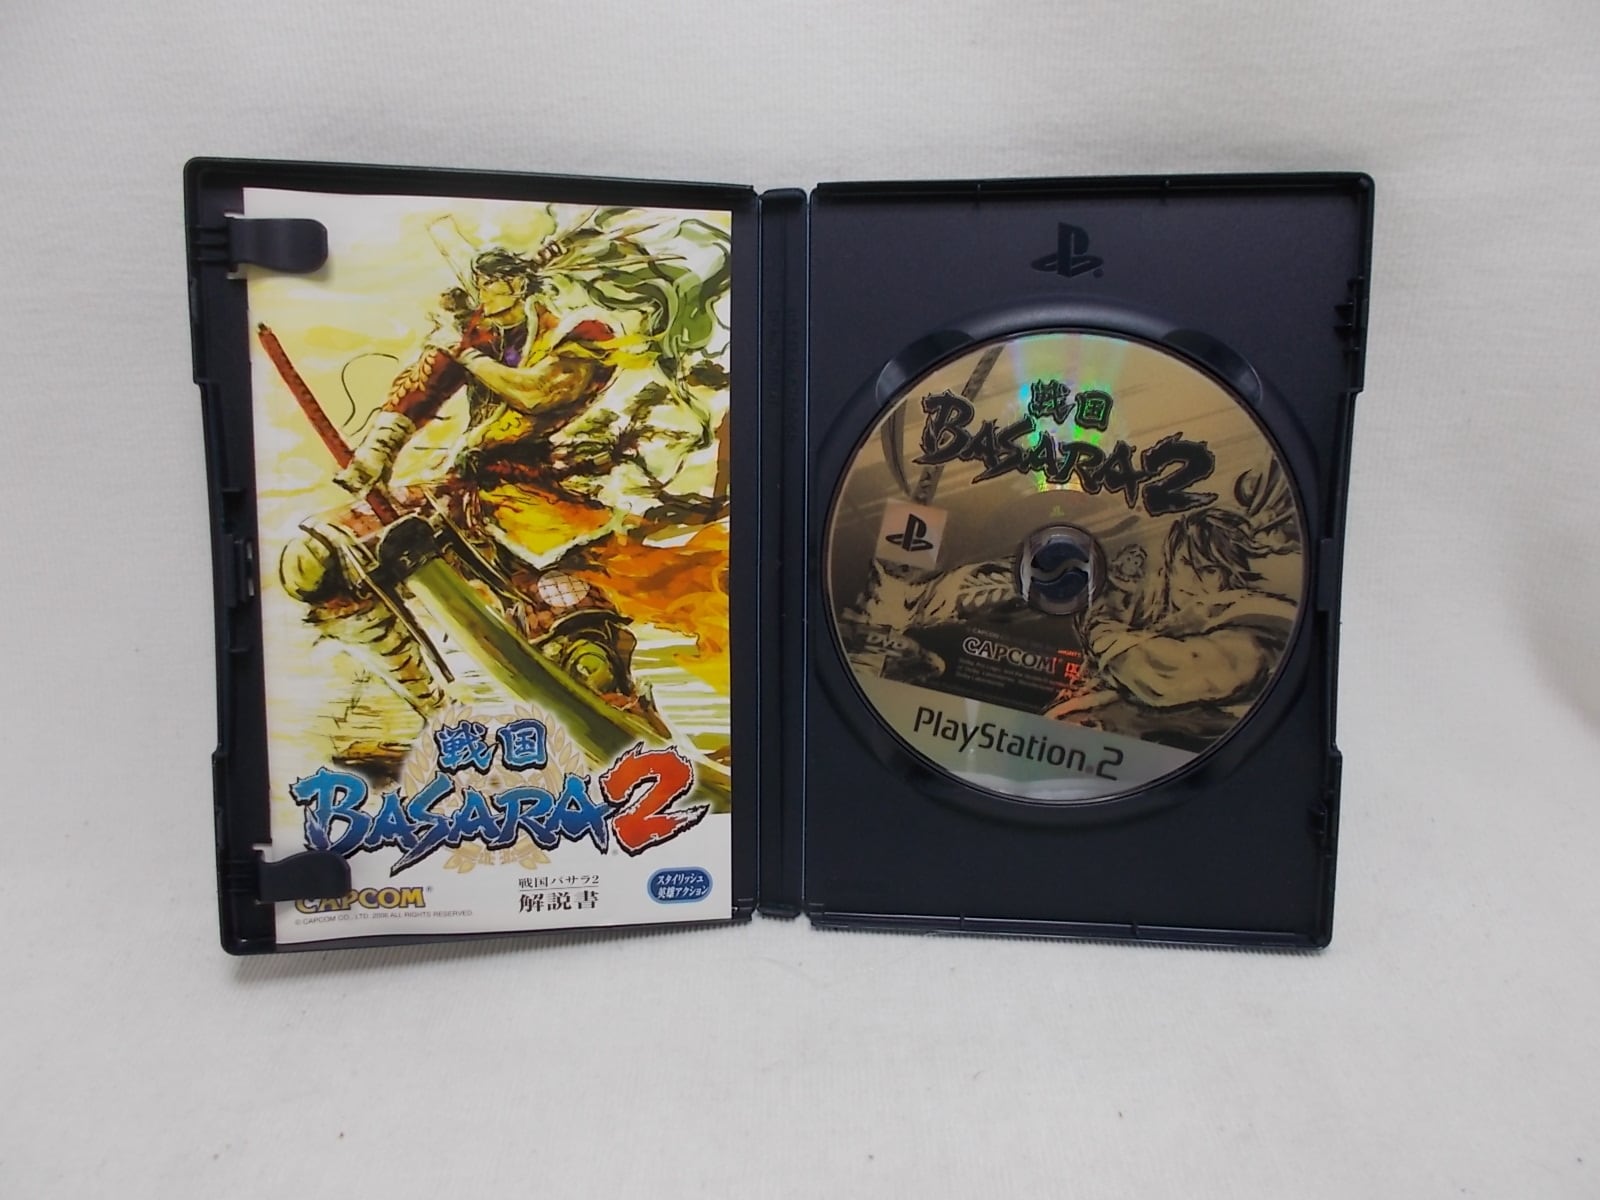 戦国
BASARA2
CAPCOM®
© CAPCOM CO., LTD. 2006 ALL RIGHTS RESERVED.
戦国バサラ2
解説書
スタイリッシュ
英雄アクション
戦国
BASARA2
DVD
CAPCOM
PlayStation®2